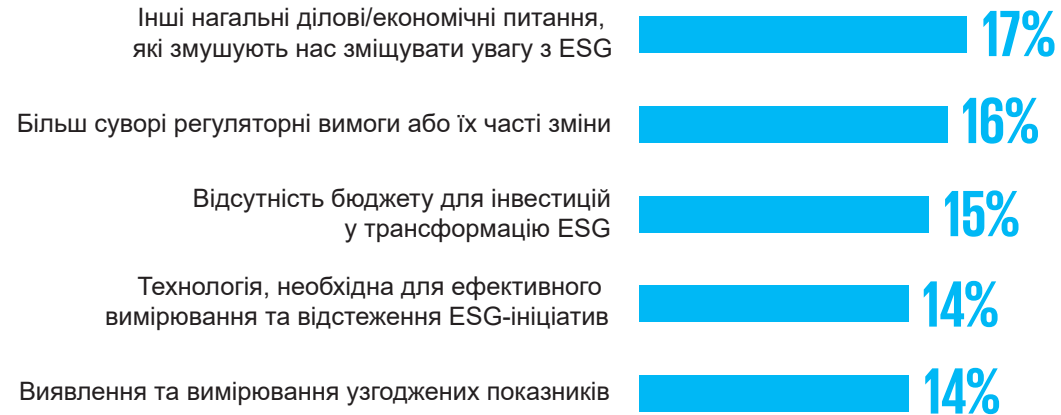 Інші нагальні ділові/економічні питання,
які змушують нас зміщувати увагу з ESG
17%
Більш суворі регуляторні вимоги або їх часті зміни
16%
Відсутність бюджету для інвестицій
у трансформацію ESG
15%
Технологія, необхідна для ефективного
вимірювання та відстеження ESG-ініціатив
14%
Виявлення та вимірювання узгоджених показників
14%